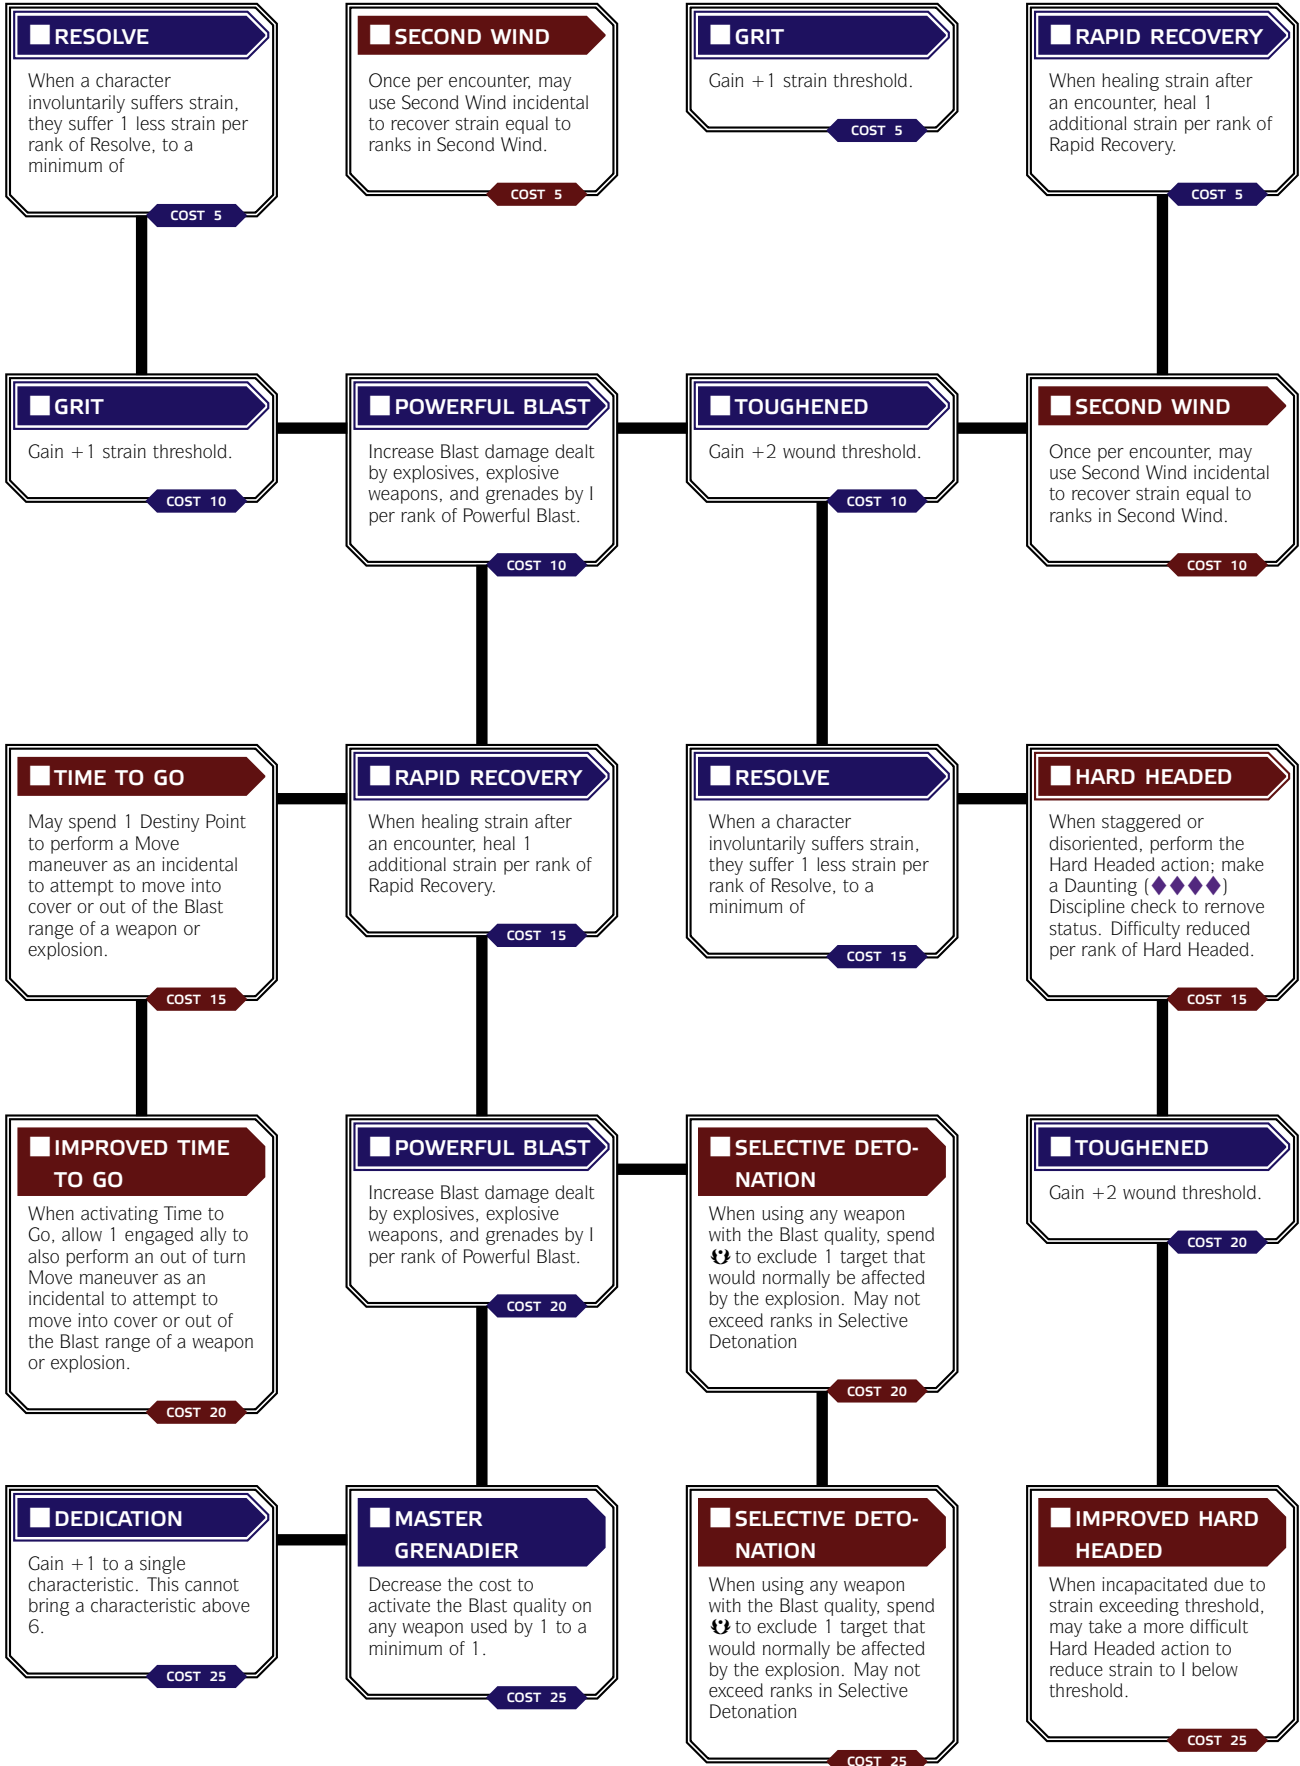 RESOLVE
When a character
involuntarily suffers strain,
they suffer 1 less strain per
rank of Resolve, to a
minimum of
COST 5
SECOND WIND
Once per encounter, may
use Second Wind incidental
to recover strain equal to
ranks in Second Wind.
COST 5
GRIT
Gain +1 strain threshold.
COST 5
RAPID RECOVERY
When healing strain after
an encounter, heal 1
additional strain per rank of
Rapid Recovery.
COST 5
GRIT
Gain +1 strain threshold.
COST 10
POWERFUL BLAST
Increase Blast damage dealt
by explosives, explosive
weapons, and grenades by I
per rank of Powerful Blast.
COST 10
TOUGHENED
Gain +2 wound threshold.
COST 10
SECOND WIND
Once per encounter, may
use Second Wind incidental
to recover strain equal to
ranks in Second Wind.
COST 10
TIME TO GO
May spend 1 Destiny Point
to perform a Move
maneuver as an incidental
to attempt to move into
cover or out of the Blast
range of a weapon or
explosion.
COST 15
RAPID RECOVERY
When healing strain after
an encounter, heal 1
additional strain per rank of
Rapid Recovery.
COST 15
RESOLVE
When a character
involuntarily suffers strain,
they suffer 1 less strain per
rank of Resolve, to a
minimum of
COST 15
HARD HEADED
When staggered or
disoriented, perform the
Hard Headed action; make
a Daunting (♦♦♦♦)
Discipline check to rernove
status. Difficulty reduced
per rank of Hard Headed.
COST 15
IMPROVED TIME
TO GO
When activating Time to
Go, allow 1 engaged ally to
also perform an out of turn
Move maneuver as an
incidental to attempt to
move into cover or out of
the Blast range of a weapon
or explosion.
COST 20
POWERFUL BLAST
Increase Blast damage dealt
by explosives, explosive
weapons, and grenades by I
per rank of Powerful Blast.
COST 20
SELECTIVE DETO-
NATION
When using any weapon
with the Blast quality, spend
to exclude 1 target that
would normally be affected
by the explosion. May not
exceed ranks in Selective
Detonation
COST 20
TOUGHENED
Gain +2 wound threshold.
COST 20
DEDICATION
Gain +1 to a single
characteristic. This cannot
bring a characteristic above
6.
COST 25
MASTER
GRENADIER
Decrease the cost to
activate the Blast quality on
any weapon used by 1 to a
minimum of 1.
COST 25
SELECTIVE DETO-
NATION
When using any weapon
with the Blast quality, spend
to exclude 1 target that
would normally be affected
by the explosion. May not
exceed ranks in Selective
Detonation
COST 25
IMPROVED HARD
HEADED
When incapacitated due to
strain exceeding threshold,
may take a more difficult
Hard Headed action to
reduce strain to I below
threshold.
COST 25